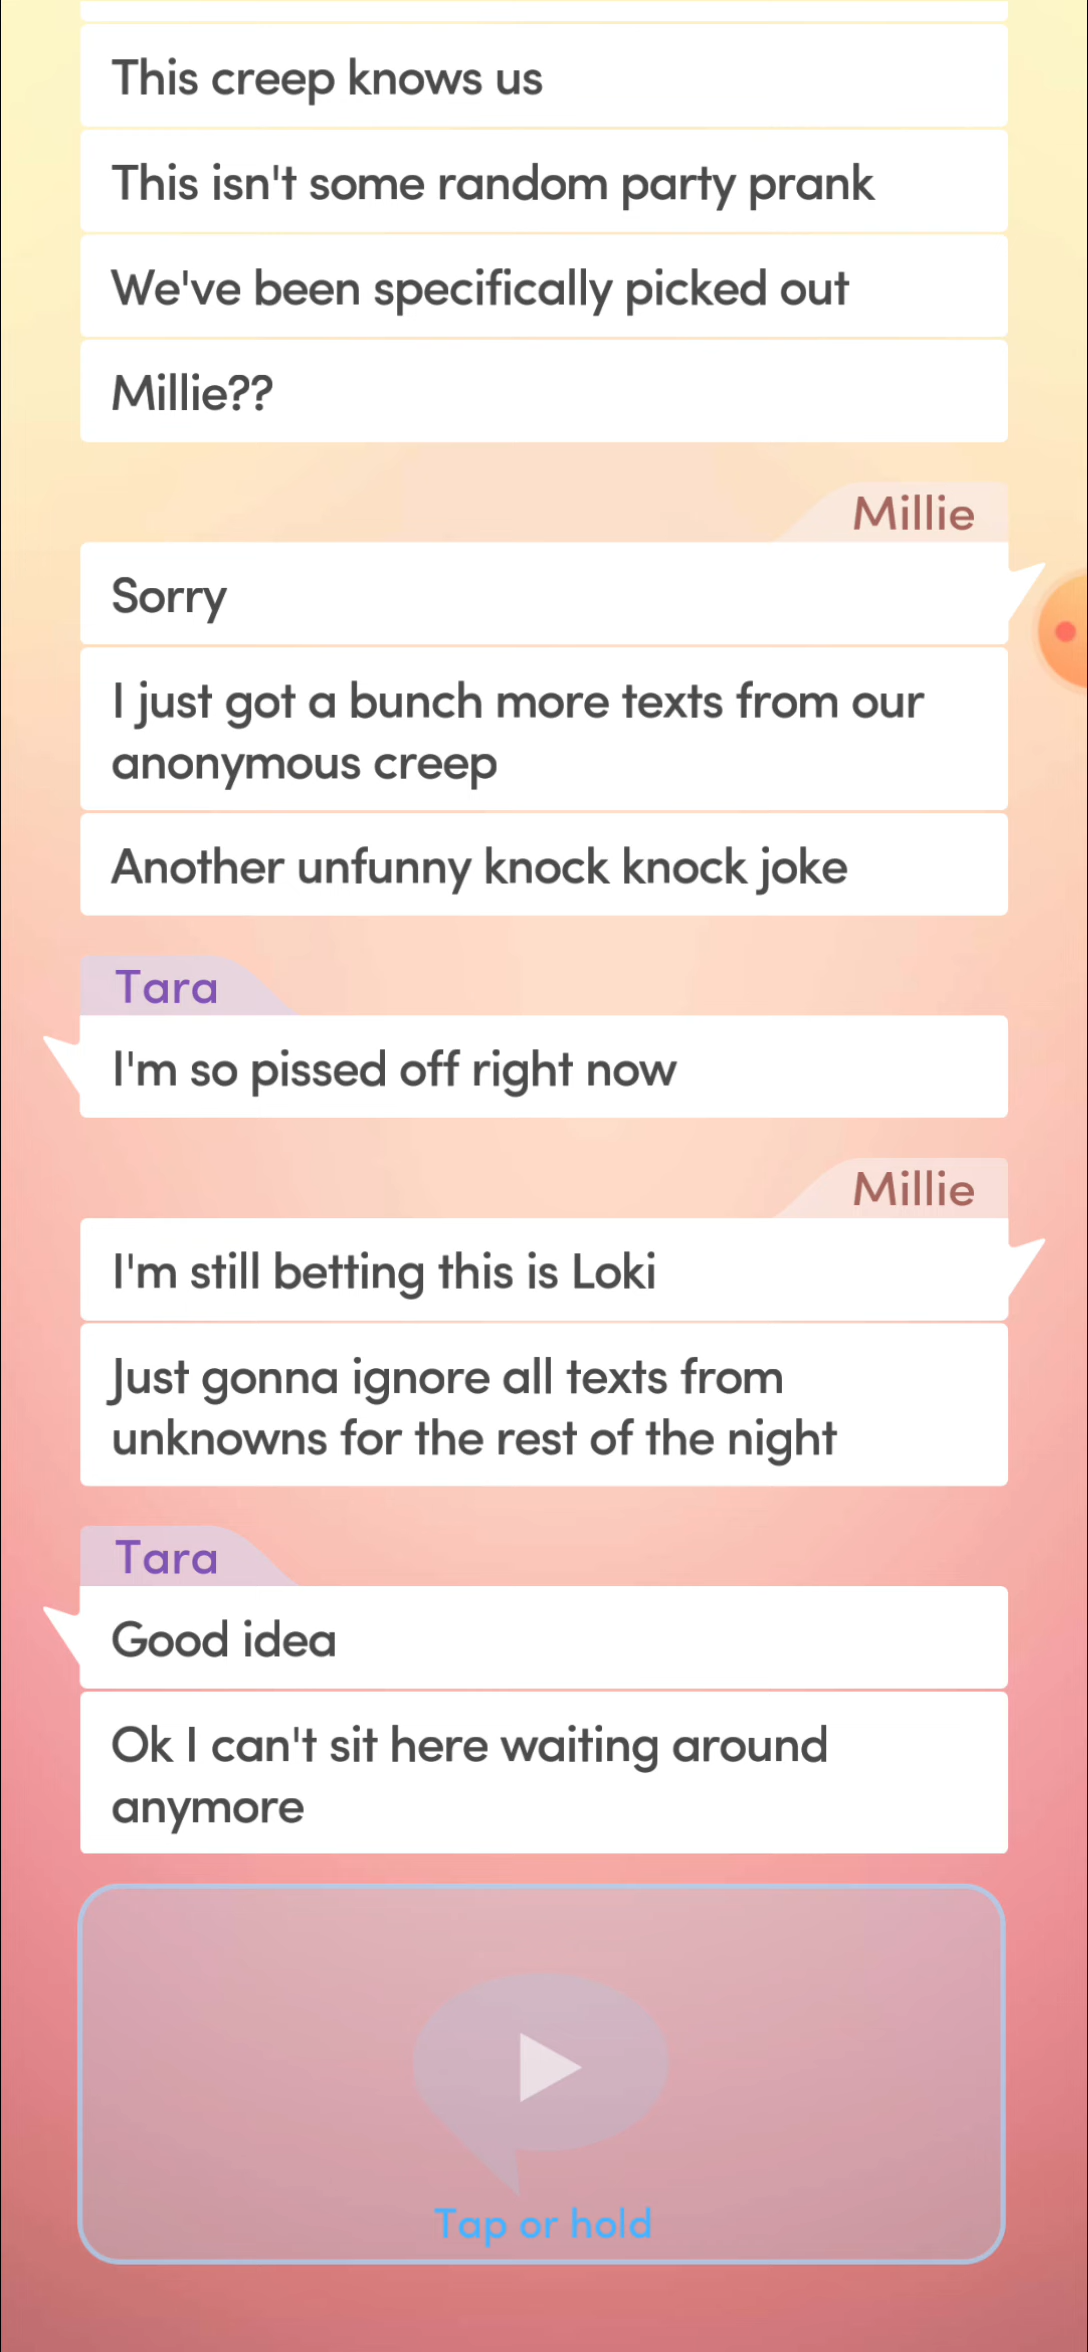 This creep knows us
This isn't some random party prank
We've been specifically picked out
Millie??
Millie
Sorry
I just got a bunch more texts from our
anonymous creep
Another unfunny knock knock joke
Tara
I'm so pissed off right now
Millie
I'm still betting this is Loki
Just gonna ignore all texts from
unknowns for the rest of the night
Tara
Good idea
Ok I can't sit here waiting around
anymore
Tap or hold